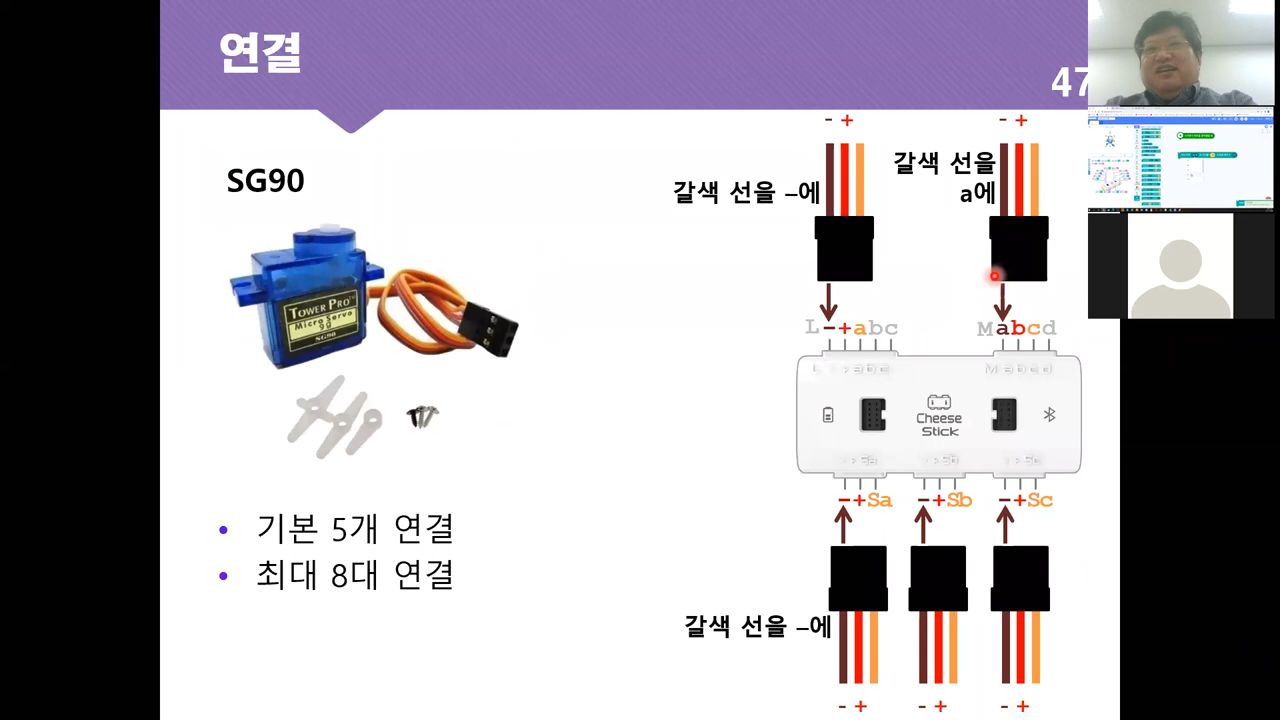 연결
47
SG90
TOWER PRO
Micro Servo
9g
SG90
기본 5개 연결
최대 8대 연결
- +
- +
갈색 선을 –에
갈색 선을
a에
L-+abc
Mabcd
Cheese
Stick
-+Sa
-+Sb
-+Sc
갈색 선을 –에
- +
- +
- +